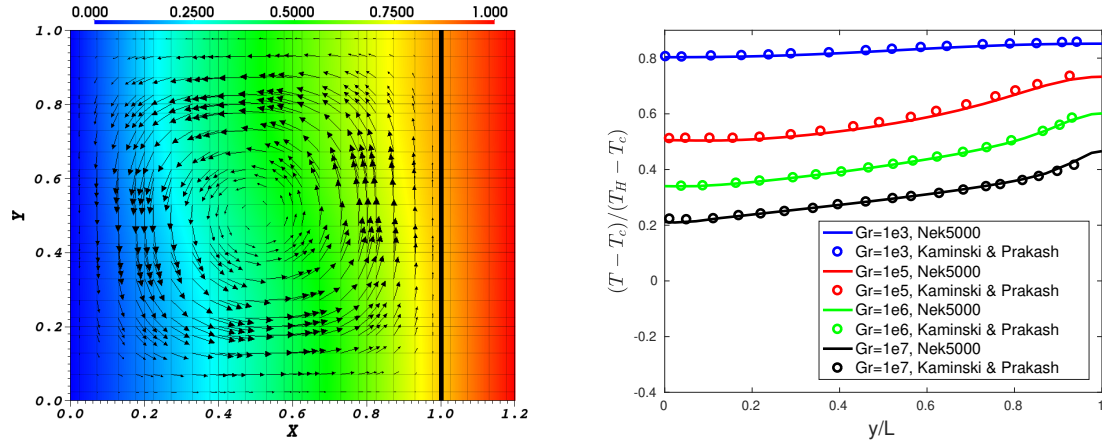 0.000 0.250 0.500 0.750 1.000
1.0
0.8
0.6
0.4
0.2
0.0
Y
0.0 0.2 0.4 0.6 0.8 1.0 1.2
X
(T − T_c)/(T_H − T_c)
0.8
0.6
0.4
0.2
0
-0.2
-0.4
Gr=1e3, Nek5000
Gr=1e3, Kaminski & Prakash
Gr=1e5, Nek5000
Gr=1e5, Kaminski & Prakash
Gr=1e6, Nek5000
Gr=1e6, Kaminski & Prakash
Gr=1e7, Nek5000
Gr=1e7, Kaminski & Prakash
0 0.2 0.4 0.6 0.8 1
y/L